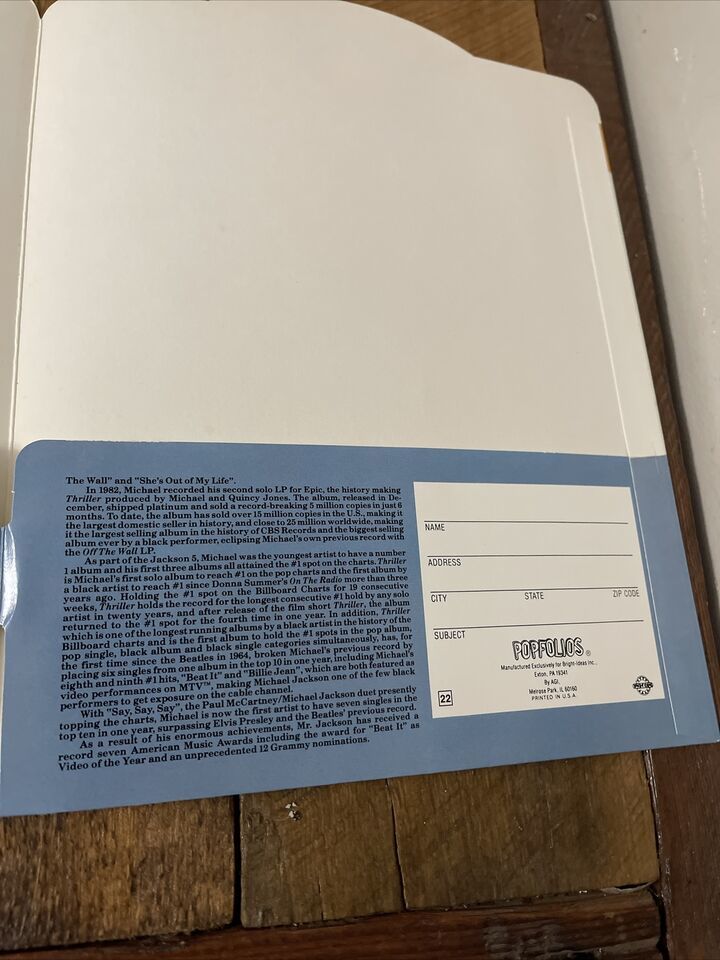 The Wall" and "She's Out of My Life".
In 1982, Michael recorded his second solo LP for Epic, the history making
Thriller produced by Michael and Quincy Jones. The album, released in De-
cember, shipped platinum and sold a record-breaking 5 million copies in just 6
months. To date, the album has sold over 15 million copies in the U.S., making it
the largest domestic seller in history, and close to 25 million worldwide, making
it the largest selling album in the history of CBS Records and the biggest selling
album ever by a black performer, eclipsing Michael's own previous record with
the Off The Wall LP.
As part of the Jackson 5, Michael was the youngest artist to have a number
1 album and his first three albums all attained the #1 spot on the charts. Thriller
is Michael's first solo album to reach #1 on the pop charts and the first album by
a black artist to reach #1 since Donna Summer's On The Radio more than three
years ago. Holding the #1 spot on the Billboard Charts for 19 consecutive
weeks, Thriller holds the record for the longest consecutive #1 hold by any solo
artist in twenty years, and after release of the film short Thriller, the album
returned to the #1 spot for the fourth time in one year. In addition, Thriller
which is one of the longest running albums by a black artist in the history of the
Billboard charts and is the first album to hold the #1 spots in the pop album,
pop single, black album and black single categories simultaneously, has, for
the first time since the Beatles in 1964, broken Michael's previous record by
placing six singles from one album in the top 10 in one year, including Michael's
eighth and ninth #1 hits, "Beat It" and "Billie Jean", which are both featured as
video performances on MTV™, making Michael Jackson one of the few black
performers to get exposure on the cable channel.
With "Say, Say, Say", the Paul McCartney/Michael Jackson duet presently
topping the charts, Michael is now the first artist to have seven singles in the
top ten in one year, surpassing Elvis Presley and the Beatles' previous record.
As a result of his enormous achievements, Mr. Jackson has received a
record seven American Music Awards including the award for "Beat It" as
Video of the Year and an unprecedented 12 Grammy nominations.
NAME
ADDRESS
CITY STATE ZIP CODE
SUBJECT
POPFOLIOS ®
Manufactured Exclusively for Bright-Ideas Inc.,
Exton, PA 19341
By AGI,
Melrose Park, IL 60160
PRINTED IN U.S.A.
22